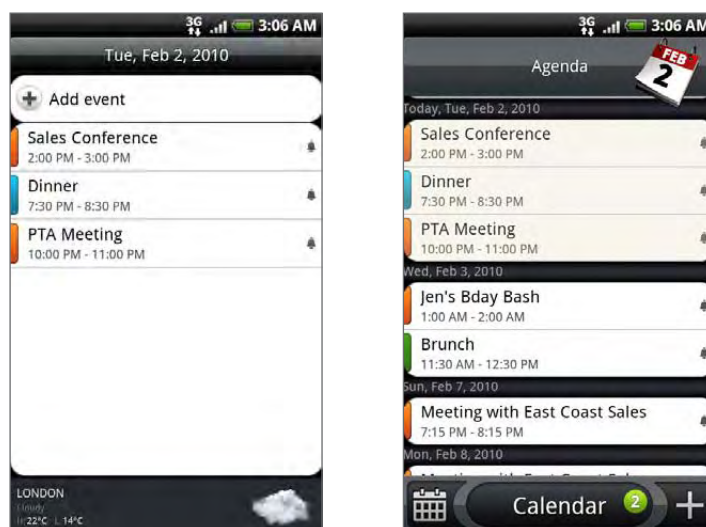 3G 3:06 AM
Tue, Feb 2, 2010
Add event
Sales Conference
2:00 PM - 3:00 PM
Dinner
7:30 PM - 8:30 PM
PTA Meeting
10:00 PM - 11:00 PM
LONDON
Cloudy
H 22°C L 14°C
3G 3:06 AM
Agenda
FEB
2
Today, Tue, Feb 2, 2010
Sales Conference
2:00 PM - 3:00 PM
Dinner
7:30 PM - 8:30 PM
PTA Meeting
10:00 PM - 11:00 PM
Wed, Feb 3, 2010
Jen's Bday Bash
1:00 AM - 2:00 AM
Brunch
11:30 AM - 12:30 PM
Sun, Feb 7, 2010
Meeting with East Coast Sales
7:15 PM - 8:15 PM
Mon, Feb 8, 2010
Calendar 2